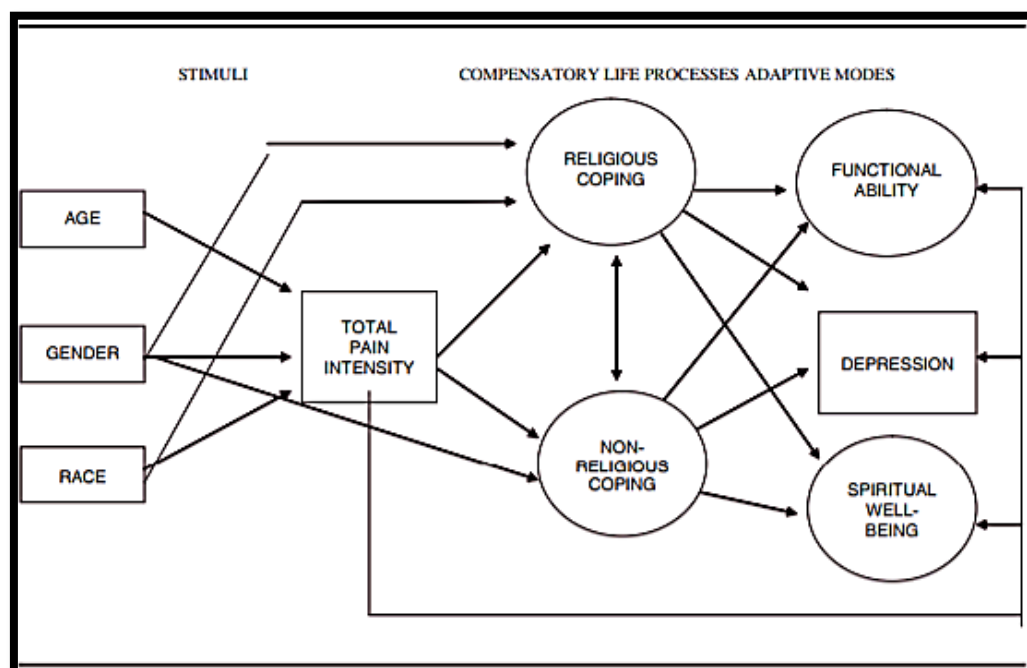 STIMULI
COMPENSATORY LIFE PROCESSES ADAPTIVE MODES
RELIGIOUS
COPING
FUNCTIONAL
ABILITY
AGE
TOTAL
PAIN
INTENSITY
GENDER
DEPRESSION
NON-
RELIGIOUS
COPING
RACE
SPIRITUAL
WELL-
BEING